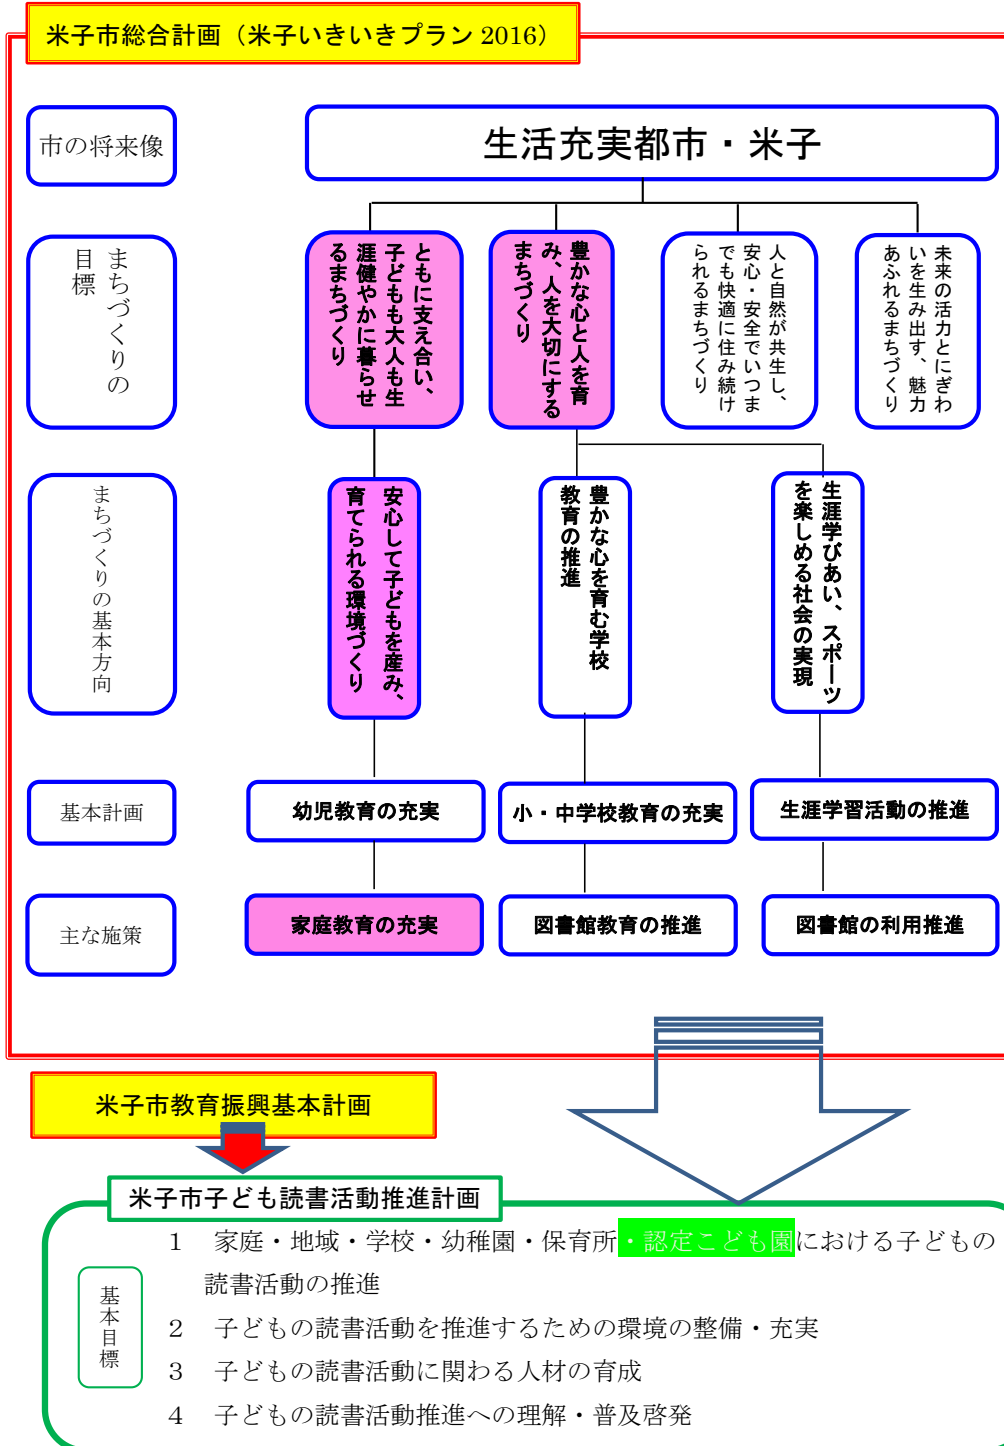 米子市総合計画（米子いきいきプラン 2016）
市の将来像
生活充実都市・米子
まちづくりの
目標
ともに支え合い、
子どもも大人も生
涯健やかに暮らせ
るまちづくり
豊かな心と人を育
み、人を大切にする
まちづくり
人と自然が共生し、
安心・安全でいつま
でも快適に住み続け
られるまちづくり
未来の活力とにぎわ
いを生み出す、魅力
あふれるまちづくり
まちづくりの基本方向
安心して子どもを産み、
育てられる環境づくり
豊かな心を育む学校
教育の推進
生涯学びあい、スポーツ
を楽しめる社会の実現
基本計画
幼児教育の充実
小・中学校教育の充実
生涯学習活動の推進
主な施策
家庭教育の充実
図書館教育の推進
図書館の利用推進
米子市教育振興基本計画
米子市子ども読書活動推進計画
基本目標
1 家庭・地域・学校・幼稚園・保育所・認定こども園における子どもの
読書活動の推進
2 子どもの読書活動を推進するための環境の整備・充実
3 子どもの読書活動に関わる人材の育成
4 子どもの読書活動推進への理解・普及啓発